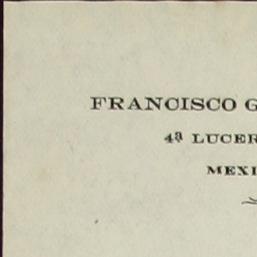 FRANCISCO G
4ª LUCER
MEXI